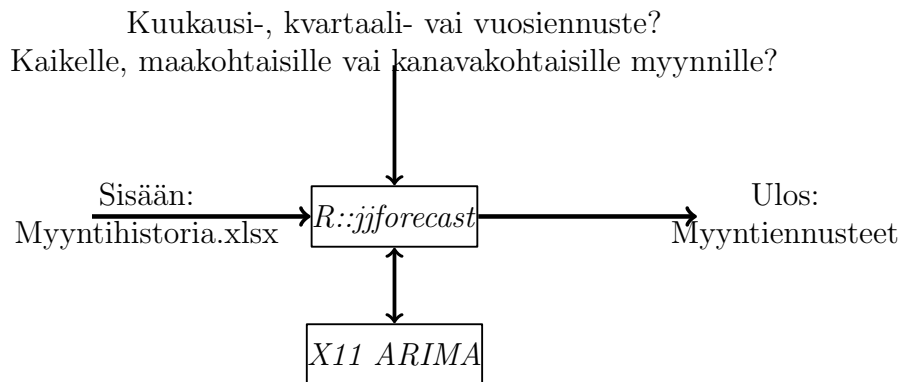 Kuukausi-, kvartaali- vai vuosiennuste?
Kaikelle, maakohtaisille vai kanavakohtaisille myynnille?
Sisään:
Myyntihistoria.xlsx
R::jjforecast
Ulos:
Myyntiennusteet
X11 ARIMA